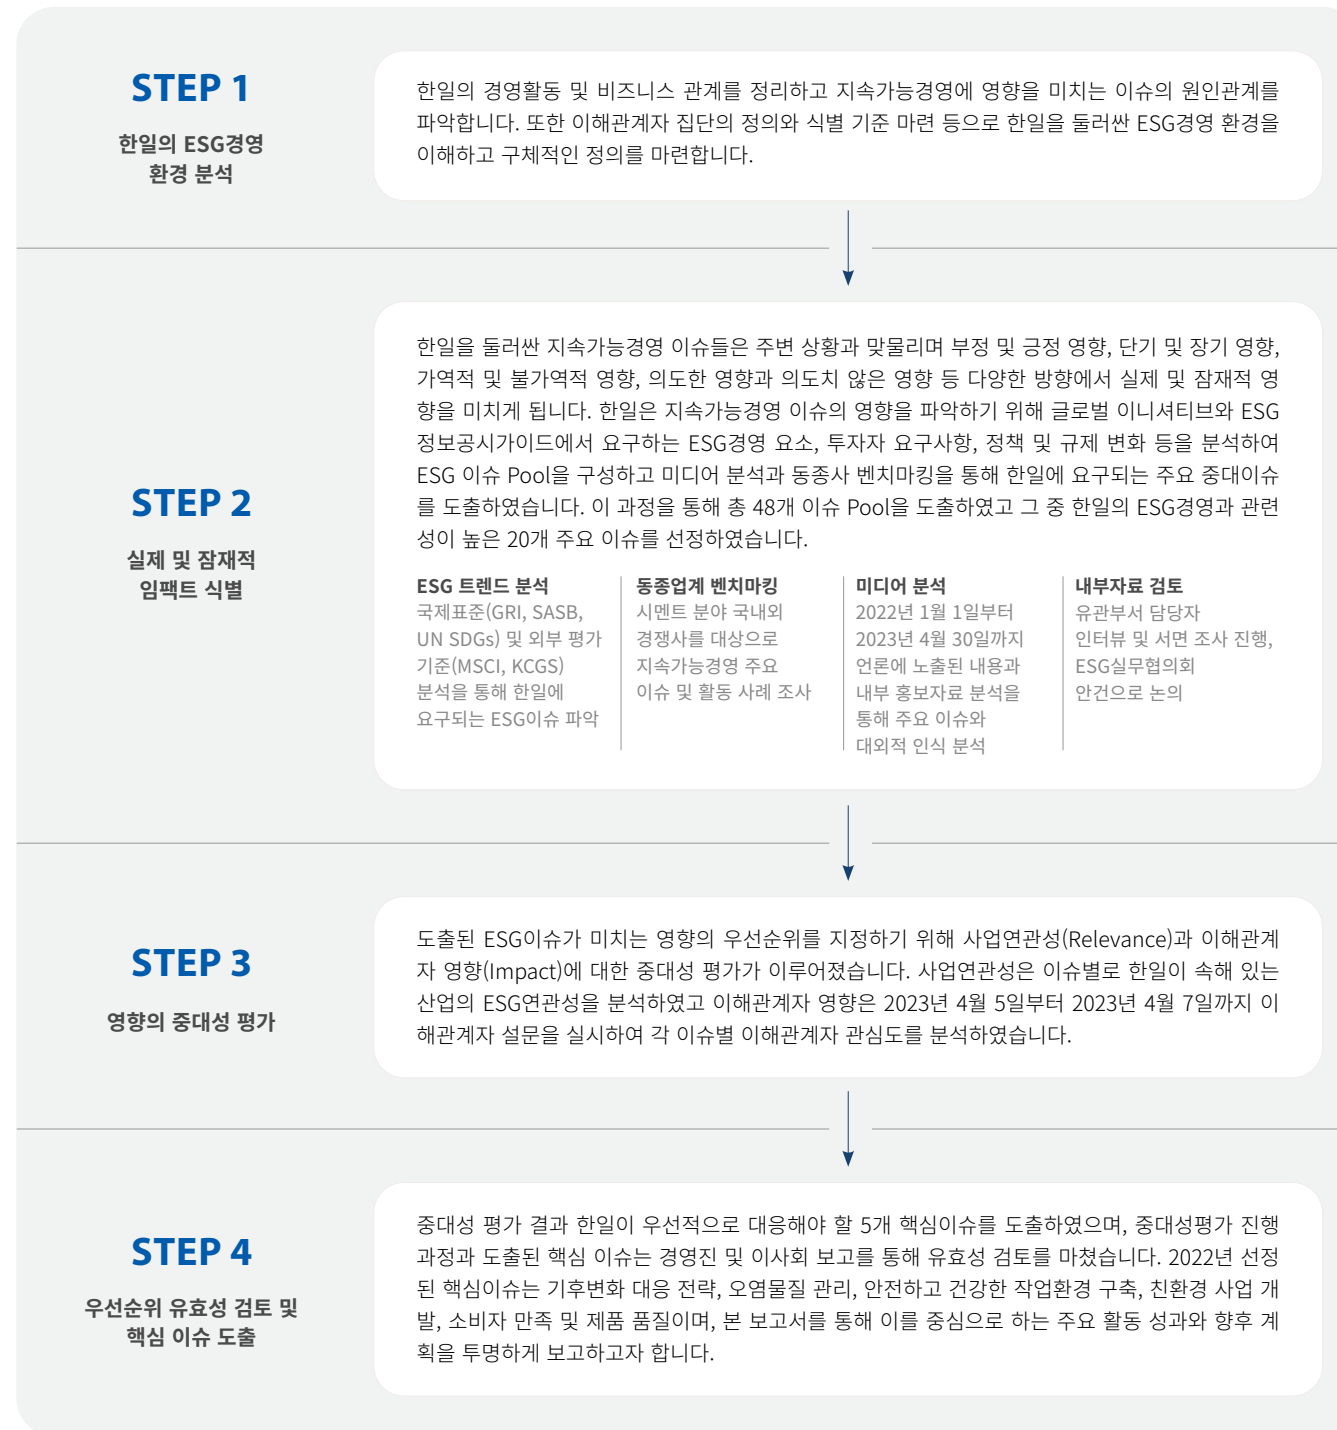 STEP 1
한일의 ESG경영
환경 분석
한일의 경영활동 및 비즈니스 관계를 정리하고 지속가능경영에 영향을 미치는 이슈의 원인관계를
파악합니다. 또한 이해관계자 집단의 정의와 식별 기준 마련 등으로 한일을 둘러싼 ESG경영 환경을
이해하고 구체적인 정의를 마련합니다.
STEP 2
실제 및 잠재적
임팩트 식별
한일을 둘러싼 지속가능경영 이슈들은 주변 상황과 맞물리며 부정 및 긍정 영향, 단기 및 장기 영향,
가역적 및 불가역적 영향, 의도한 영향과 의도치 않은 영향 등 다양한 방향에서 실제 및 잠재적 영
향을 미치게 됩니다. 한일은 지속가능경영 이슈의 영향을 파악하기 위해 글로벌 이니셔티브와 ESG
정보공시가이드에서 요구하는 ESG경영 요소, 투자자 요구사항, 정책 및 규제 변화 등을 분석하여
ESG 이슈 Pool을 구성하고 미디어 분석과 동종사 벤치마킹을 통해 한일에 요구되는 주요 중대이슈
를 도출하였습니다. 이 과정을 통해 총 48개 이슈 Pool을 도출하였고 그 중 한일의 ESG경영과 관련
성이 높은 20개 주요 이슈를 선정하였습니다.
ESG 트렌드 분석
국제표준(GRI, SASB,
UN SDGs) 및 외부 평가
기준(MSCI, KCGS)
분석을 통해 한일에
요구되는 ESG이슈 파악
동종업계 벤치마킹
시멘트 분야 국내외
경쟁사를 대상으로
지속가능경영 주요
이슈 및 활동 사례 조사
미디어 분석
2022년 1월 1일부터
2023년 4월 30일까지
언론에 노출된 내용과
내부 홍보자료 분석을
통해 주요 이슈와
대외적 인식 분석
내부자료 검토
유관부서 담당자
인터뷰 및 서면 조사 진행,
ESG실무협의회
안건으로 논의
STEP 3
영향의 중대성 평가
도출된 ESG이슈가 미치는 영향의 우선순위를 지정하기 위해 사업연관성(Relevance)과 이해관계
자 영향(Impact)에 대한 중대성 평가가 이루어졌습니다. 사업연관성은 이슈별로 한일이 속해 있는
산업의 ESG연관성을 분석하였고 이해관계자 영향은 2023년 4월 5일부터 2023년 4월 7일까지 이
해관계자 설문을 실시하여 각 이슈별 이해관계자 관심도를 분석하였습니다.
STEP 4
우선순위 유효성 검토 및
핵심 이슈 도출
중대성 평가 결과 한일이 우선적으로 대응해야 할 5개 핵심이슈를 도출하였으며, 중대성평가 진행
과정과 도출된 핵심 이슈는 경영진 및 이사회 보고를 통해 유효성 검토를 마쳤습니다. 2022년 선정
된 핵심이슈는 기후변화 대응 전략, 오염물질 관리, 안전하고 건강한 작업환경 구축, 친환경 사업 개
발, 소비자 만족 및 제품 품질이며, 본 보고서를 통해 이를 중심으로 하는 주요 활동 성과와 향후 계
획을 투명하게 보고하고자 합니다.